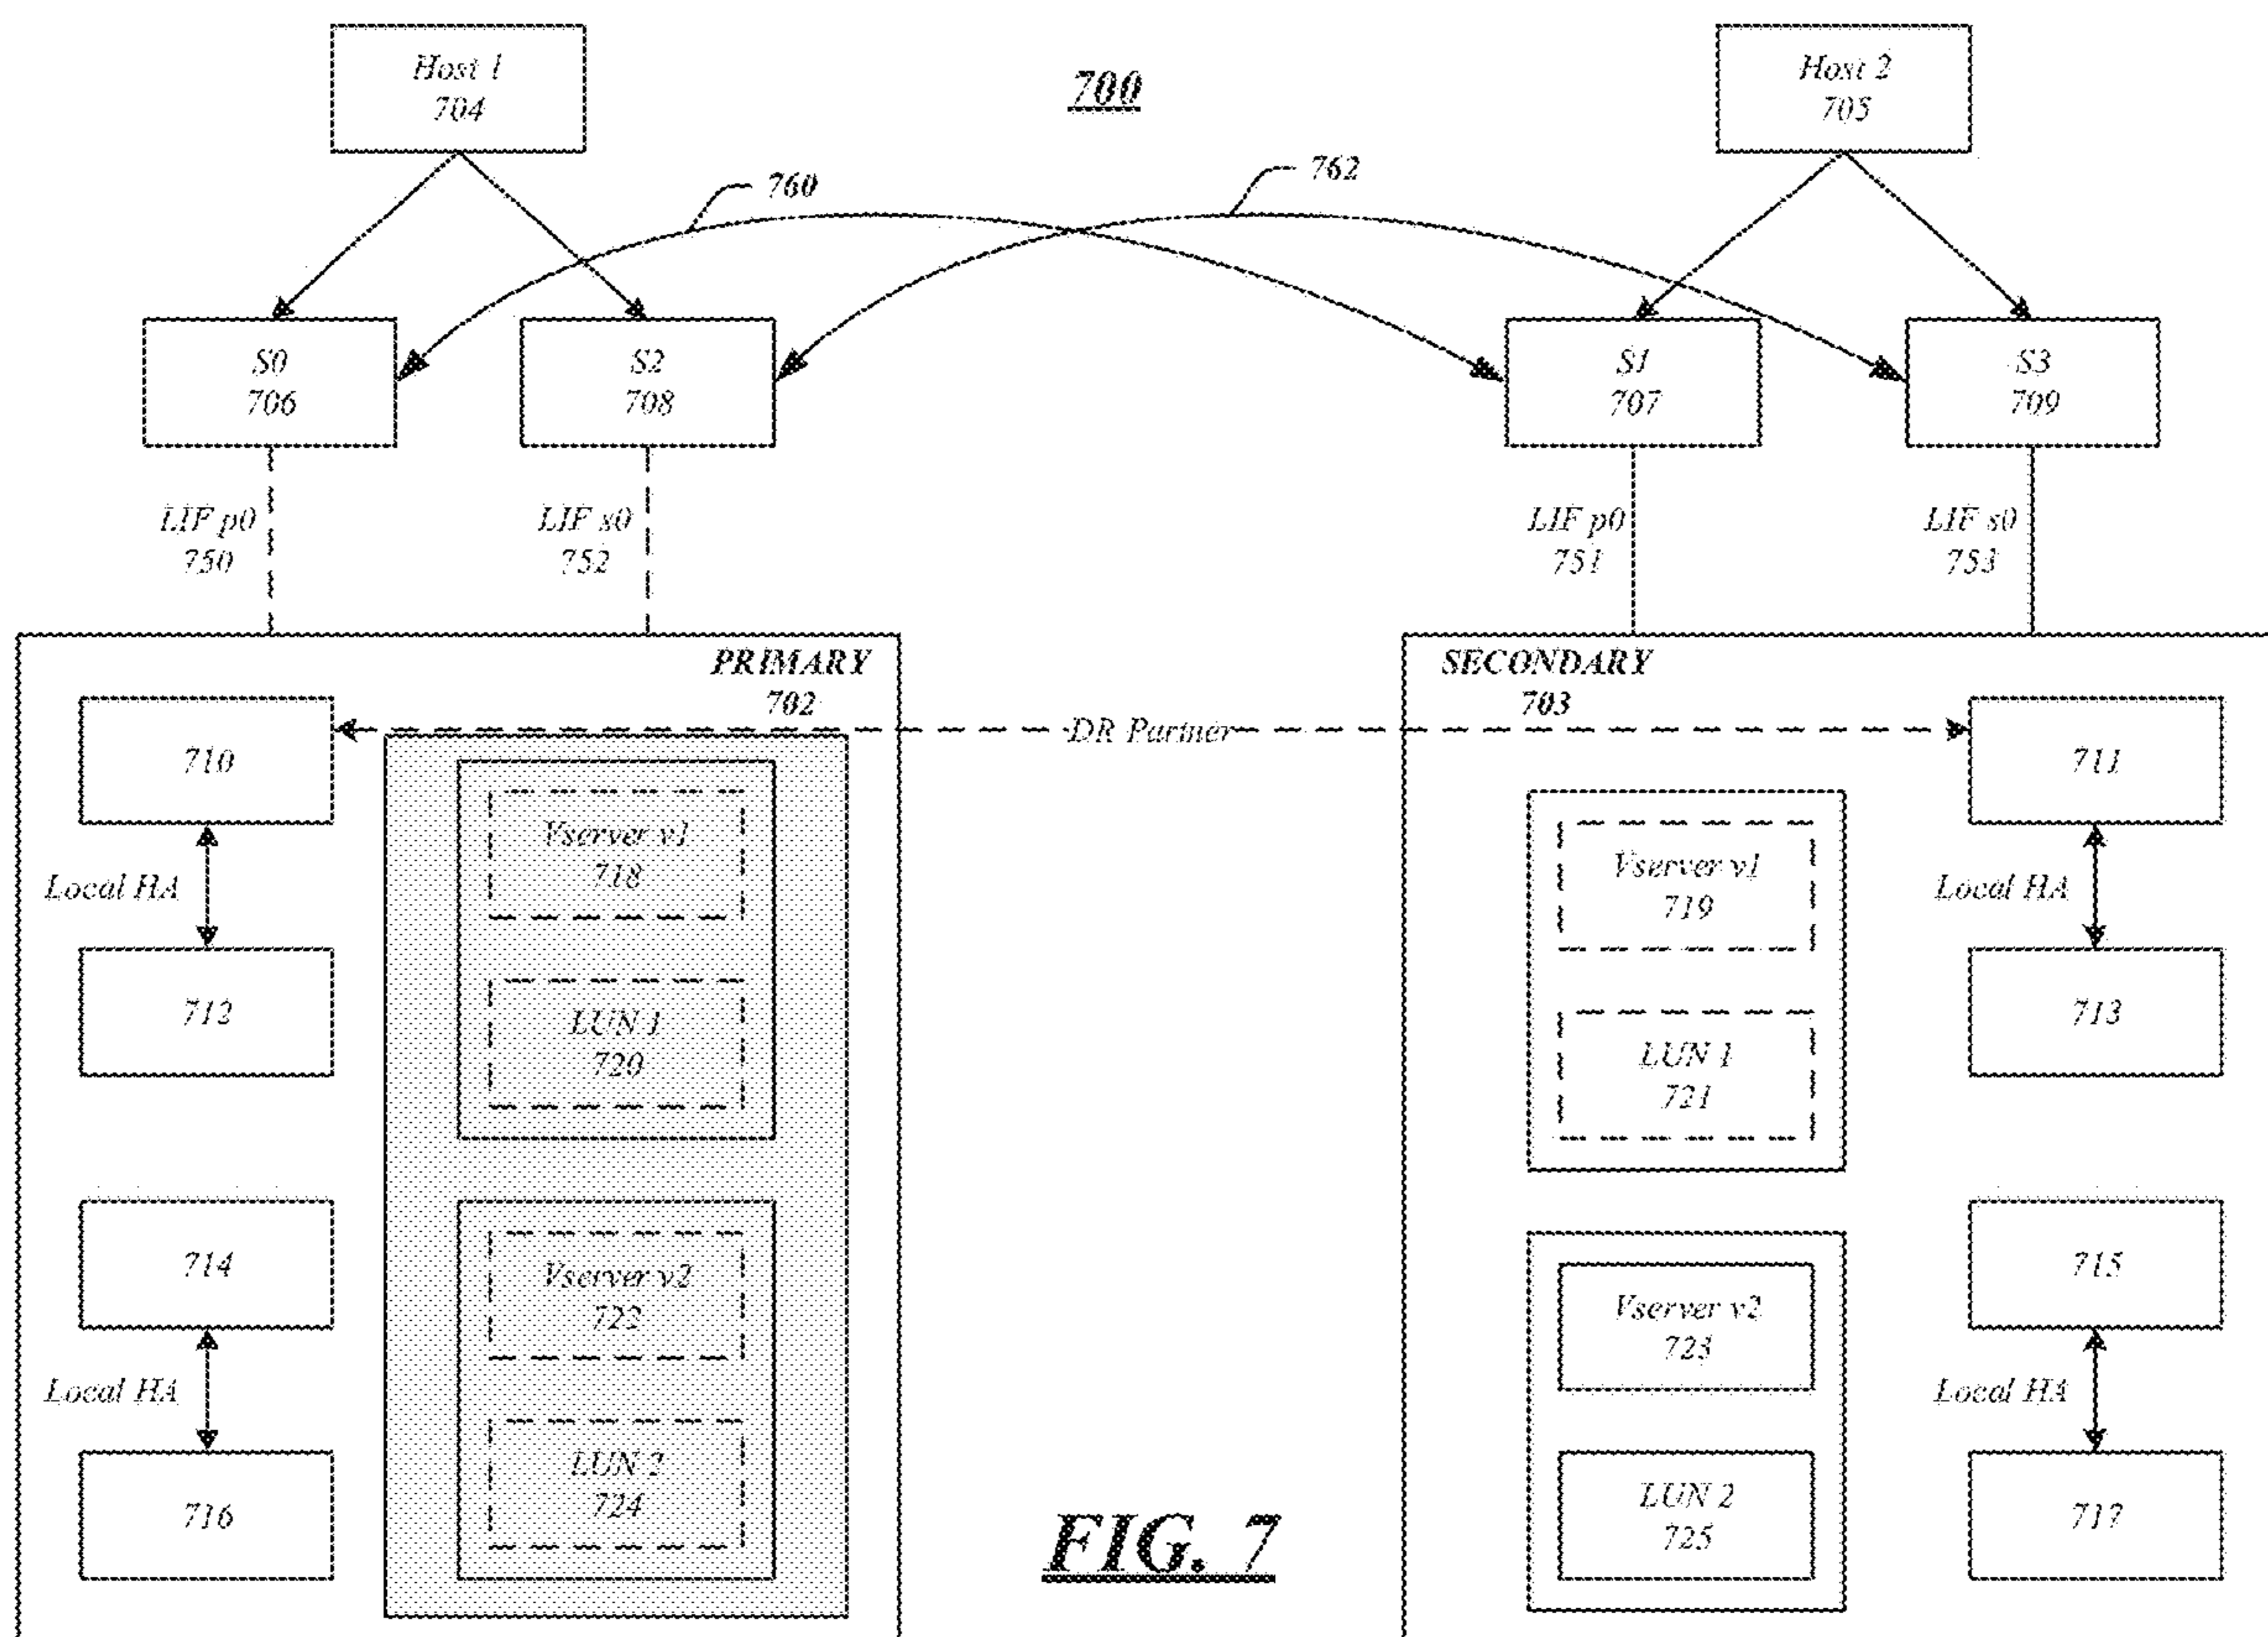 Host 1
704
700
Host 2
705
760
762
S0
706
S2
708
S1
707
S3
709
LIF p0
750
LIF s0
752
LIF p0
751
LIF s0
753
PRIMARY
702
SECONDARY
703
710
DR Partner
711
Vserver v1
718
Vserver v1
719
Local HA
Local HA
712
LUN 1
720
LUN 1
721
713
714
Vserver v2
722
Vserver v2
723
715
Local HA
Local HA
716
LUN 2
724
LUN 2
725
717
FIG. 7